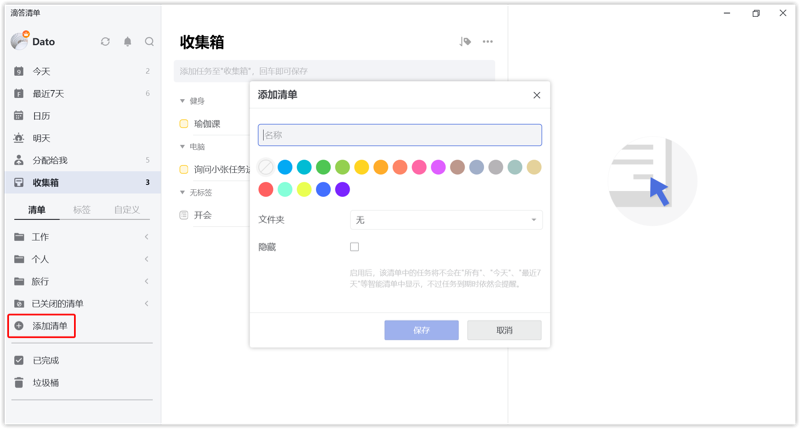 滴答清单
Dato
今天 2
最近7天 6
日历
明天
分配给我 5
收集箱 3
清单 标签 自定义
工作
个人
旅行
已关闭的清单
添加清单
已完成
垃圾桶
收集箱
添加任务至"收集箱"，回车即可保存
健身
瑜伽课
电脑
询问小张任务进
无标签
开会
添加清单
名称
文件夹 无
隐藏
启用后，该清单中的任务将不会在"所有"、"今天"、"最近7
天"等智能清单中显示，不过任务到期时依然会提醒。
保存 取消